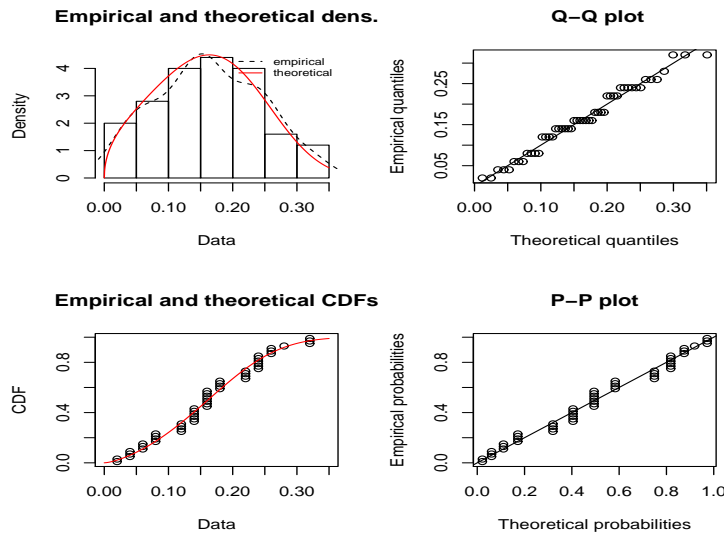 Empirical and theoretical dens.
empirical
theoretical
Density
0 1 2 3 4
0.00 0.10 0.20 0.30
Data
Q−Q plot
Empirical quantiles
0.05 0.15 0.25
0.00 0.10 0.20 0.30
Theoretical quantiles
Empirical and theoretical CDFs
CDF
0.0 0.4 0.8
0.00 0.10 0.20 0.30
Data
P−P plot
Empirical probabilities
0.0 0.4 0.8
0.0 0.2 0.4 0.6 0.8 1.0
Theoretical probabilities